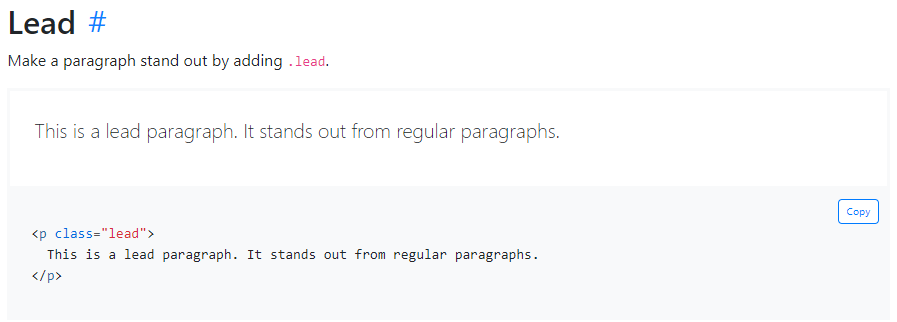 Lead #
Make a paragraph stand out by adding .lead.
This is a lead paragraph. It stands out from regular paragraphs.
Copy
<p class="lead">
  This is a lead paragraph. It stands out from regular paragraphs.
</p>